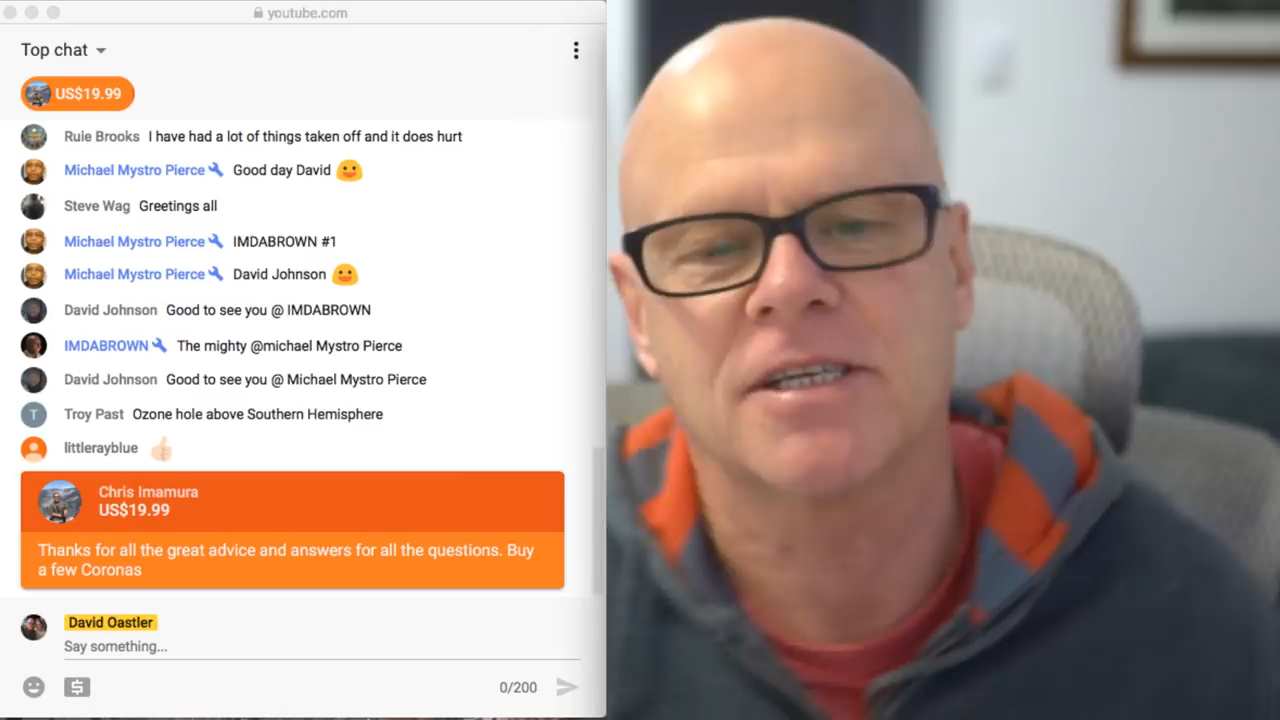 youtube.com
Top chat
US$19.99
Ruie Brooks I have had a lot of things taken off and it does hurt
Michael Mystro Pierce Good day David
Steve Wag Greetings all
Michael Mystro Pierce IMDABROWN #1
Michael Mystro Pierce David Johnson
David Johnson Good to see you @ IMDABROWN
IMDABROWN The mighty @michael Mystro Pierce
David Johnson Good to see you @ Michael Mystro Pierce
T Troy Past Ozone hole above Southern Hemisphere
littlerayblue
Chris Imamura
US$19.99
Thanks for all the great advice and answers for all the questions. Buy
a few Coronas
David Oastler
Say something...
0/200